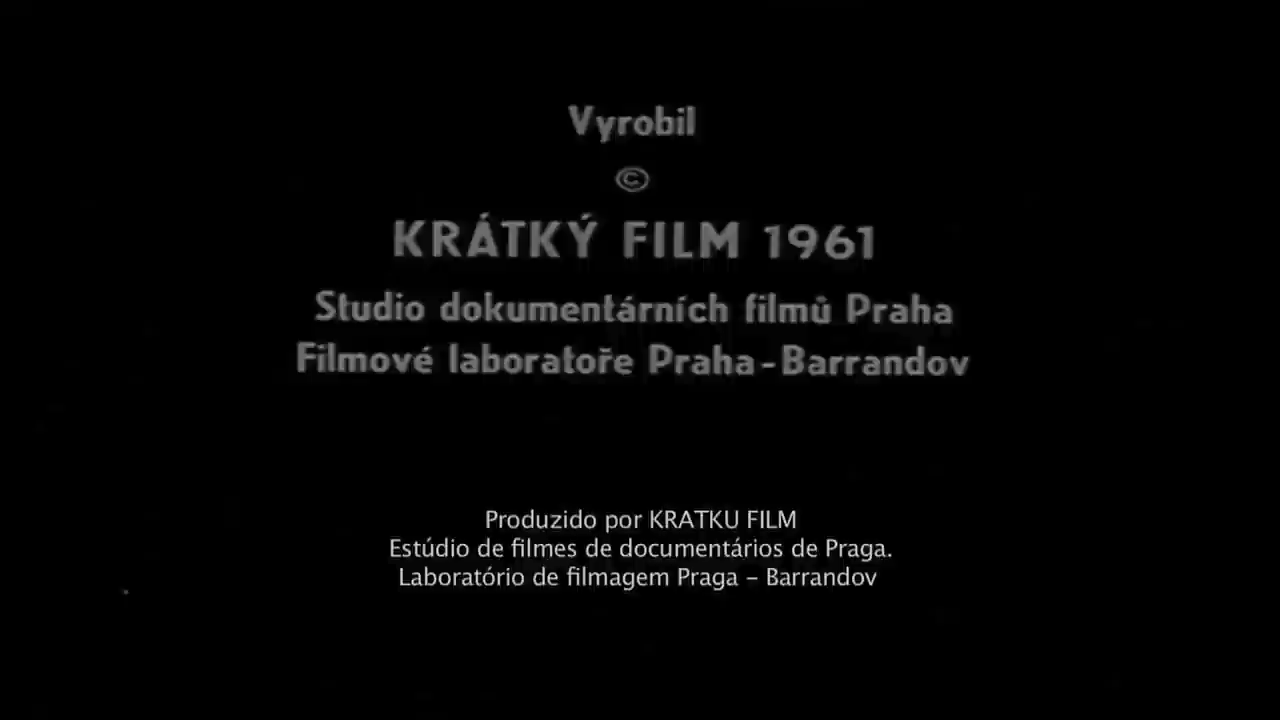 Vyrobil
©
KRÁTKÝ FILM 1961
Studio dokumentárních filmů Praha
Filmové laboratoře Praha-Barrandov
Produzido por KRATKU FILM
Estúdio de filmes de documentários de Praga.
Laboratório de filmagem Praga – Barrandov